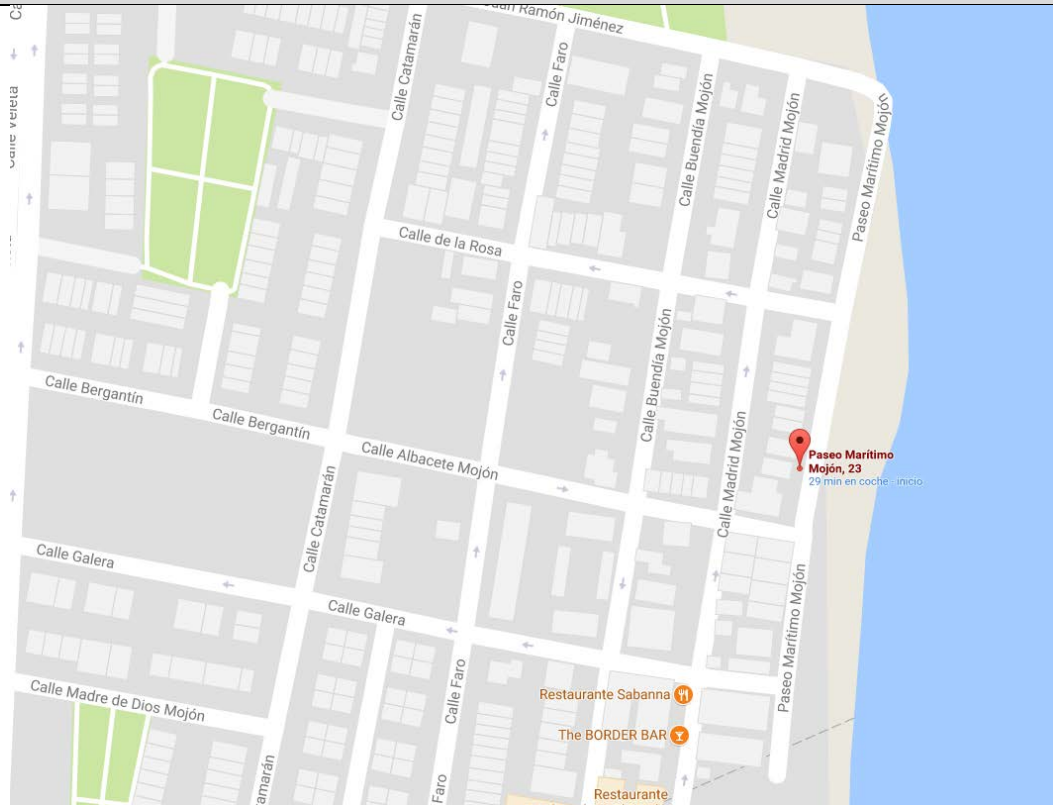 Juan Ramón Jiménez
Calle Catamarán
Calle Faro
Calle Buendía Mojón
Calle Madrid Mojón
Paseo Marítimo Mojón
Calle Veleta
Calle de la Rosa
Calle Faro
Calle Buendía Mojón
Calle Bergantín
Calle Bergantín
Calle Albacete Mojón
Calle Madrid Mojón
Paseo Marítimo
Mojón, 23
29 min en coche - inicio
Calle Catamarán
Calle Galera
Calle Galera
Paseo Marítimo Mojón
Calle Faro
Calle Madre de Dios Mojón
Restaurante Sabanna
The BORDER BAR
amarán
Faro
Restaurante